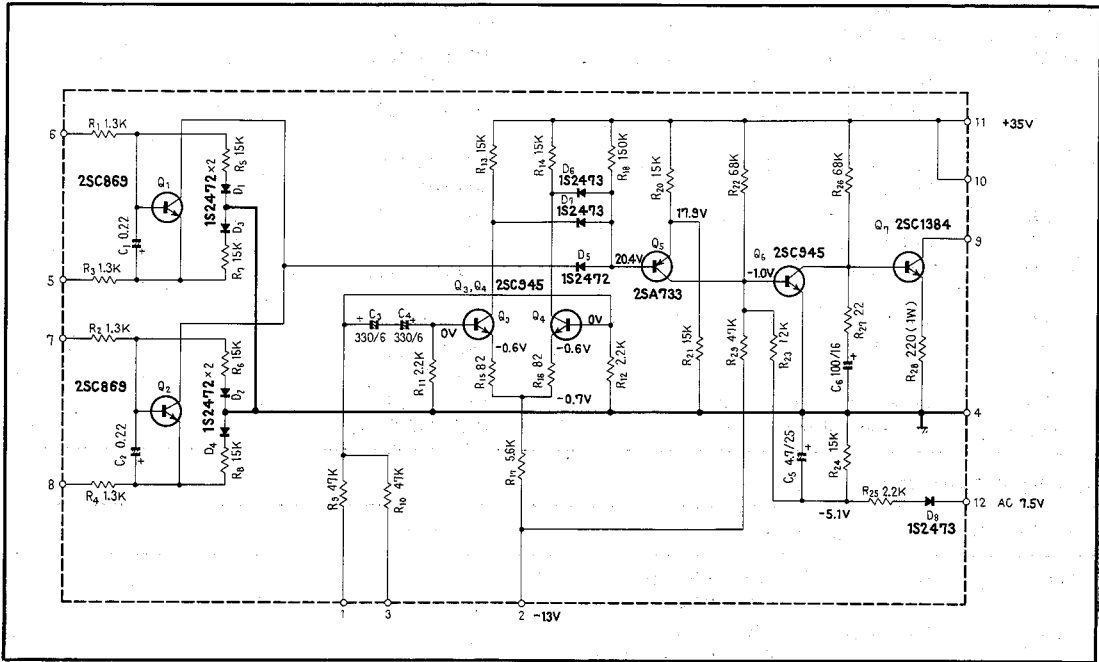 6
R1 1.3K
2SC869
Q1
C1 0.22
+
R5 15K
D1
1S2472×2
D3
R7 15K
5
R3 1.3K
7
R2 1.3K
2SC869
Q2
C2 0.22
+
R6 15K
D2
1S2472×2
D4
R8 15K
8
R4 1.3K
R13 15K
R14 15K
D6
1S2473
D7
1S2473
R18 150K
D5
1S2472
20.4V
Q5
2SA733
17.9V
R20 15K
R22 68K
R26 68K
11 +35V
10
Q7 2SC1384
9
Q6 2SC945
-1.0V
Q3, Q4 2SC945
+ C3
330/6
C4 +
330/6
0V
Q3
-0.6V
Q4
-0.6V
0V
R11 2.2K
R15 82
R16 82
-0.7V
R12 2.2K
R21 15K
R29 47K
R23 12K
R27 22
C6 100/16
+
R28 220 (1W)
4
R17 5.6K
C5 4.7/25
+
R24 15K
R25 2.2K
-5.1V
D8
1S2473
12 AC 7.5V
R9 47K
R10 47K
1
3
2 -13V